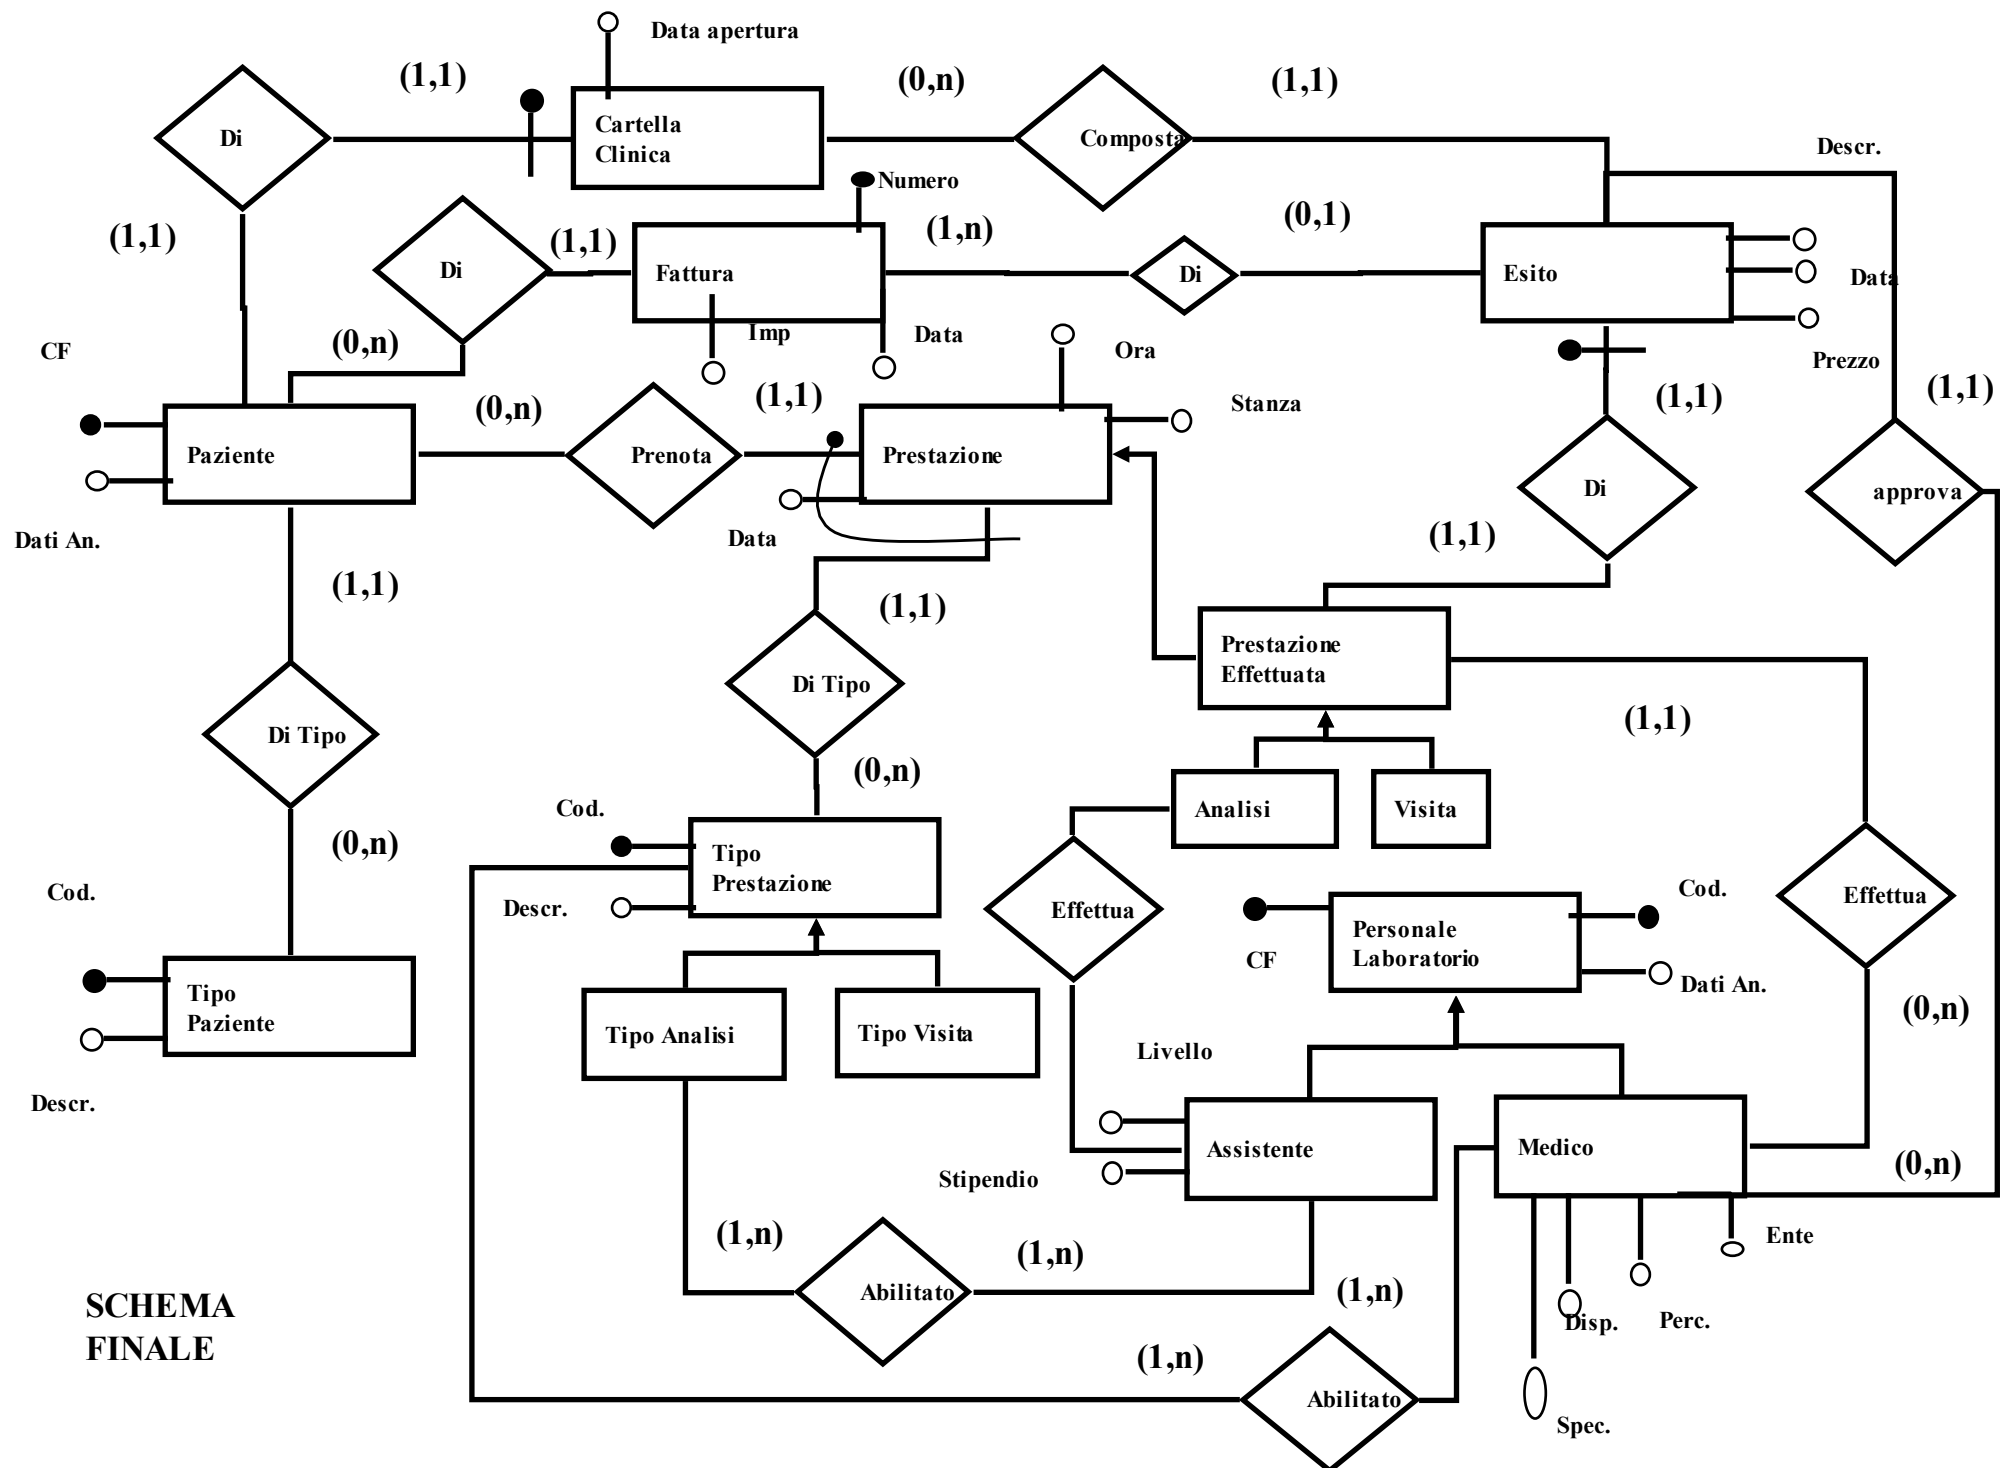 Data apertura
(1,1)
(0,n)
(1,1)
Di
Cartella
Clinica
Composta
Descr.
Numero
(1,1)
(1,1)
(1,n)
(0,1)
Di
Fattura
Di
Esito
Data
Imp
Data
Ora
Prezzo
CF
(0,n)
(0,n)
(1,1)
Stanza
(1,1)
(1,1)
Paziente
Prenota
Prestazione
Di
approva
Dati An.
Data
(1,1)
(1,1)
(1,1)
Prestazione
Effettuata
Di Tipo
(1,1)
Di Tipo
(0,n)
Cod.
Analisi
Visita
(0,n)
Tipo
Prestazione
Cod.
Descr.
Effettua
Effettua
Cod.
Personale
Laboratorio
CF
Dati An.
Tipo
Paziente
(0,n)
Tipo Analisi
Tipo Visita
Livello
Descr.
Assistente
Medico
Stipendio
(0,n)
(1,n)
(1,n)
Ente
Abilitato
(1,n)
SCHEMA
FINALE
Disp.
Perc.
(1,n)
Abilitato
Spec.